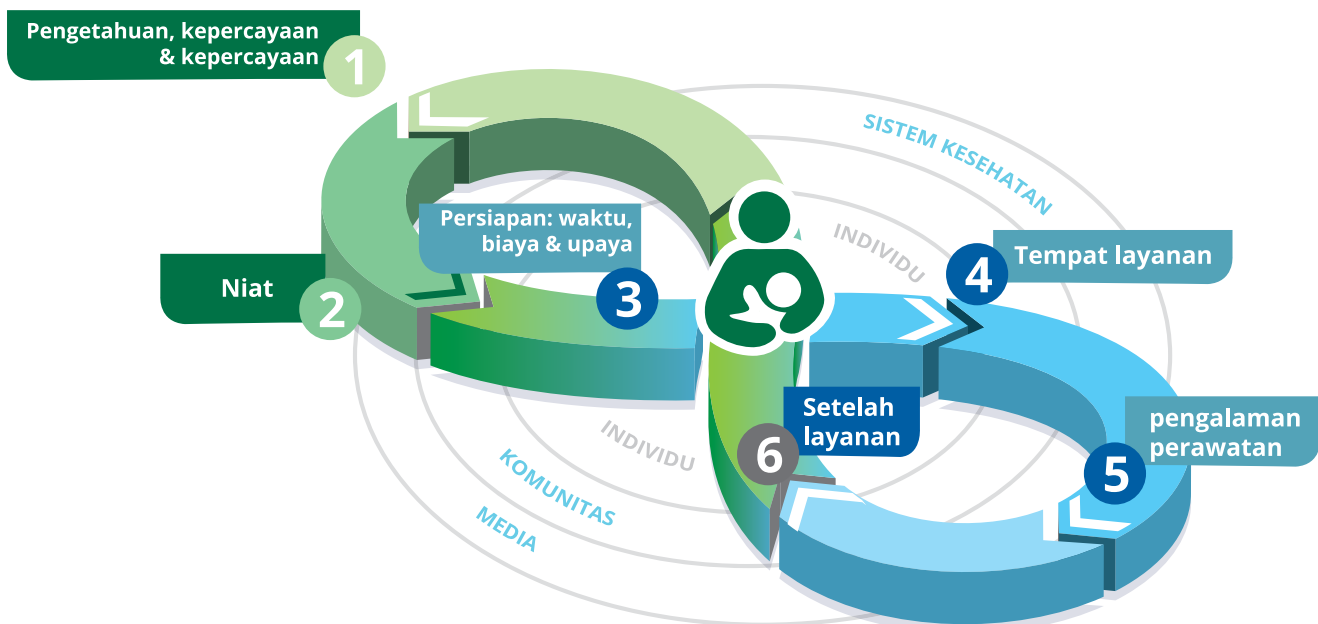 Pengetahuan, kepercayaan
& kepercayaan
1
SISTEM KESEHATAN
Persiapan: waktu,
biaya & upaya
INDIVIDU
Tempat layanan
4
Niat
2
3
Setelah
layanan
6
pengalaman
perawatan
5
INDIVIDU
KOMUNITAS
MEDIA